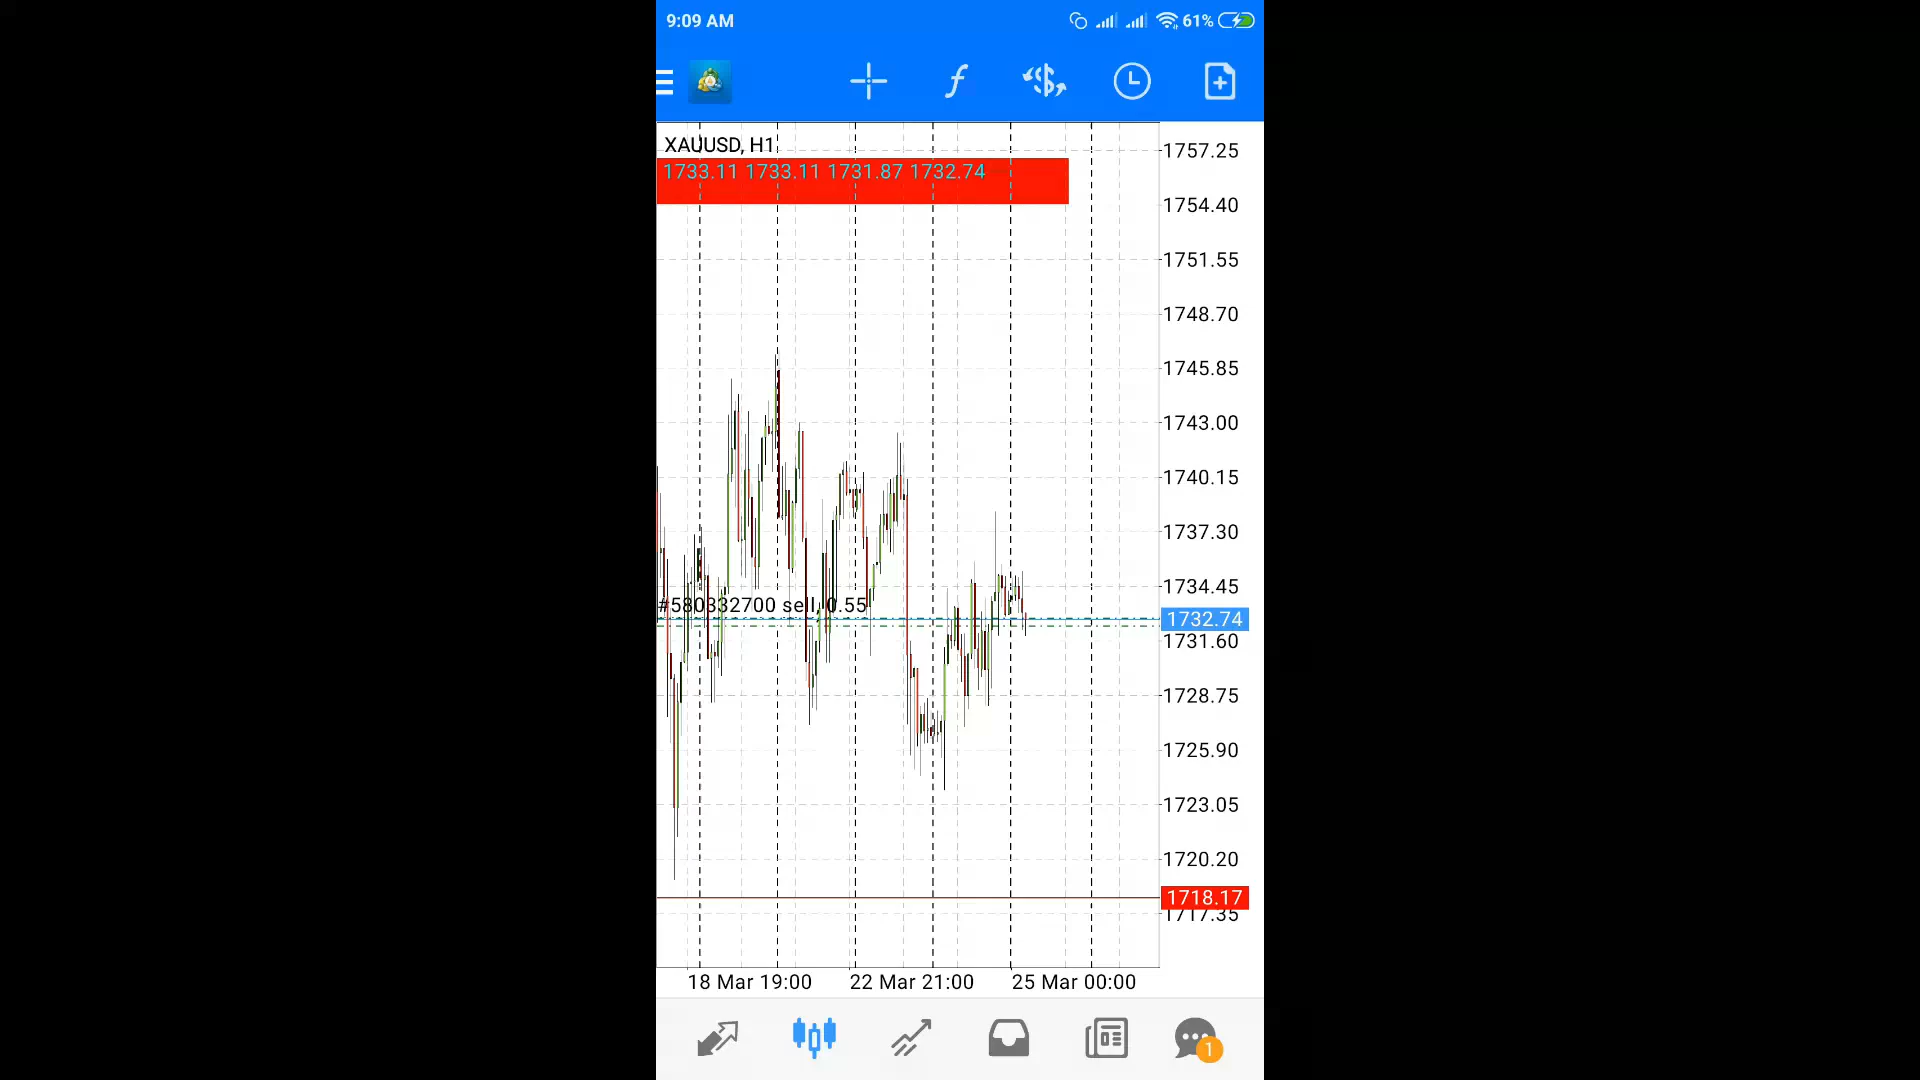 9:09 AM
61%
XAUUSD, H1
1733.11 1733.11 1731.87 1732.74
1757.25
1754.40
1751.55
1748.70
1745.85
1743.00
1740.15
1737.30
1734.45
#580332700 sell, 0.55
1732.74
1731.60
1728.75
1725.90
1723.05
1720.20
1718.17
1717.35
18 Mar 19:00
22 Mar 21:00
25 Mar 00:00
1